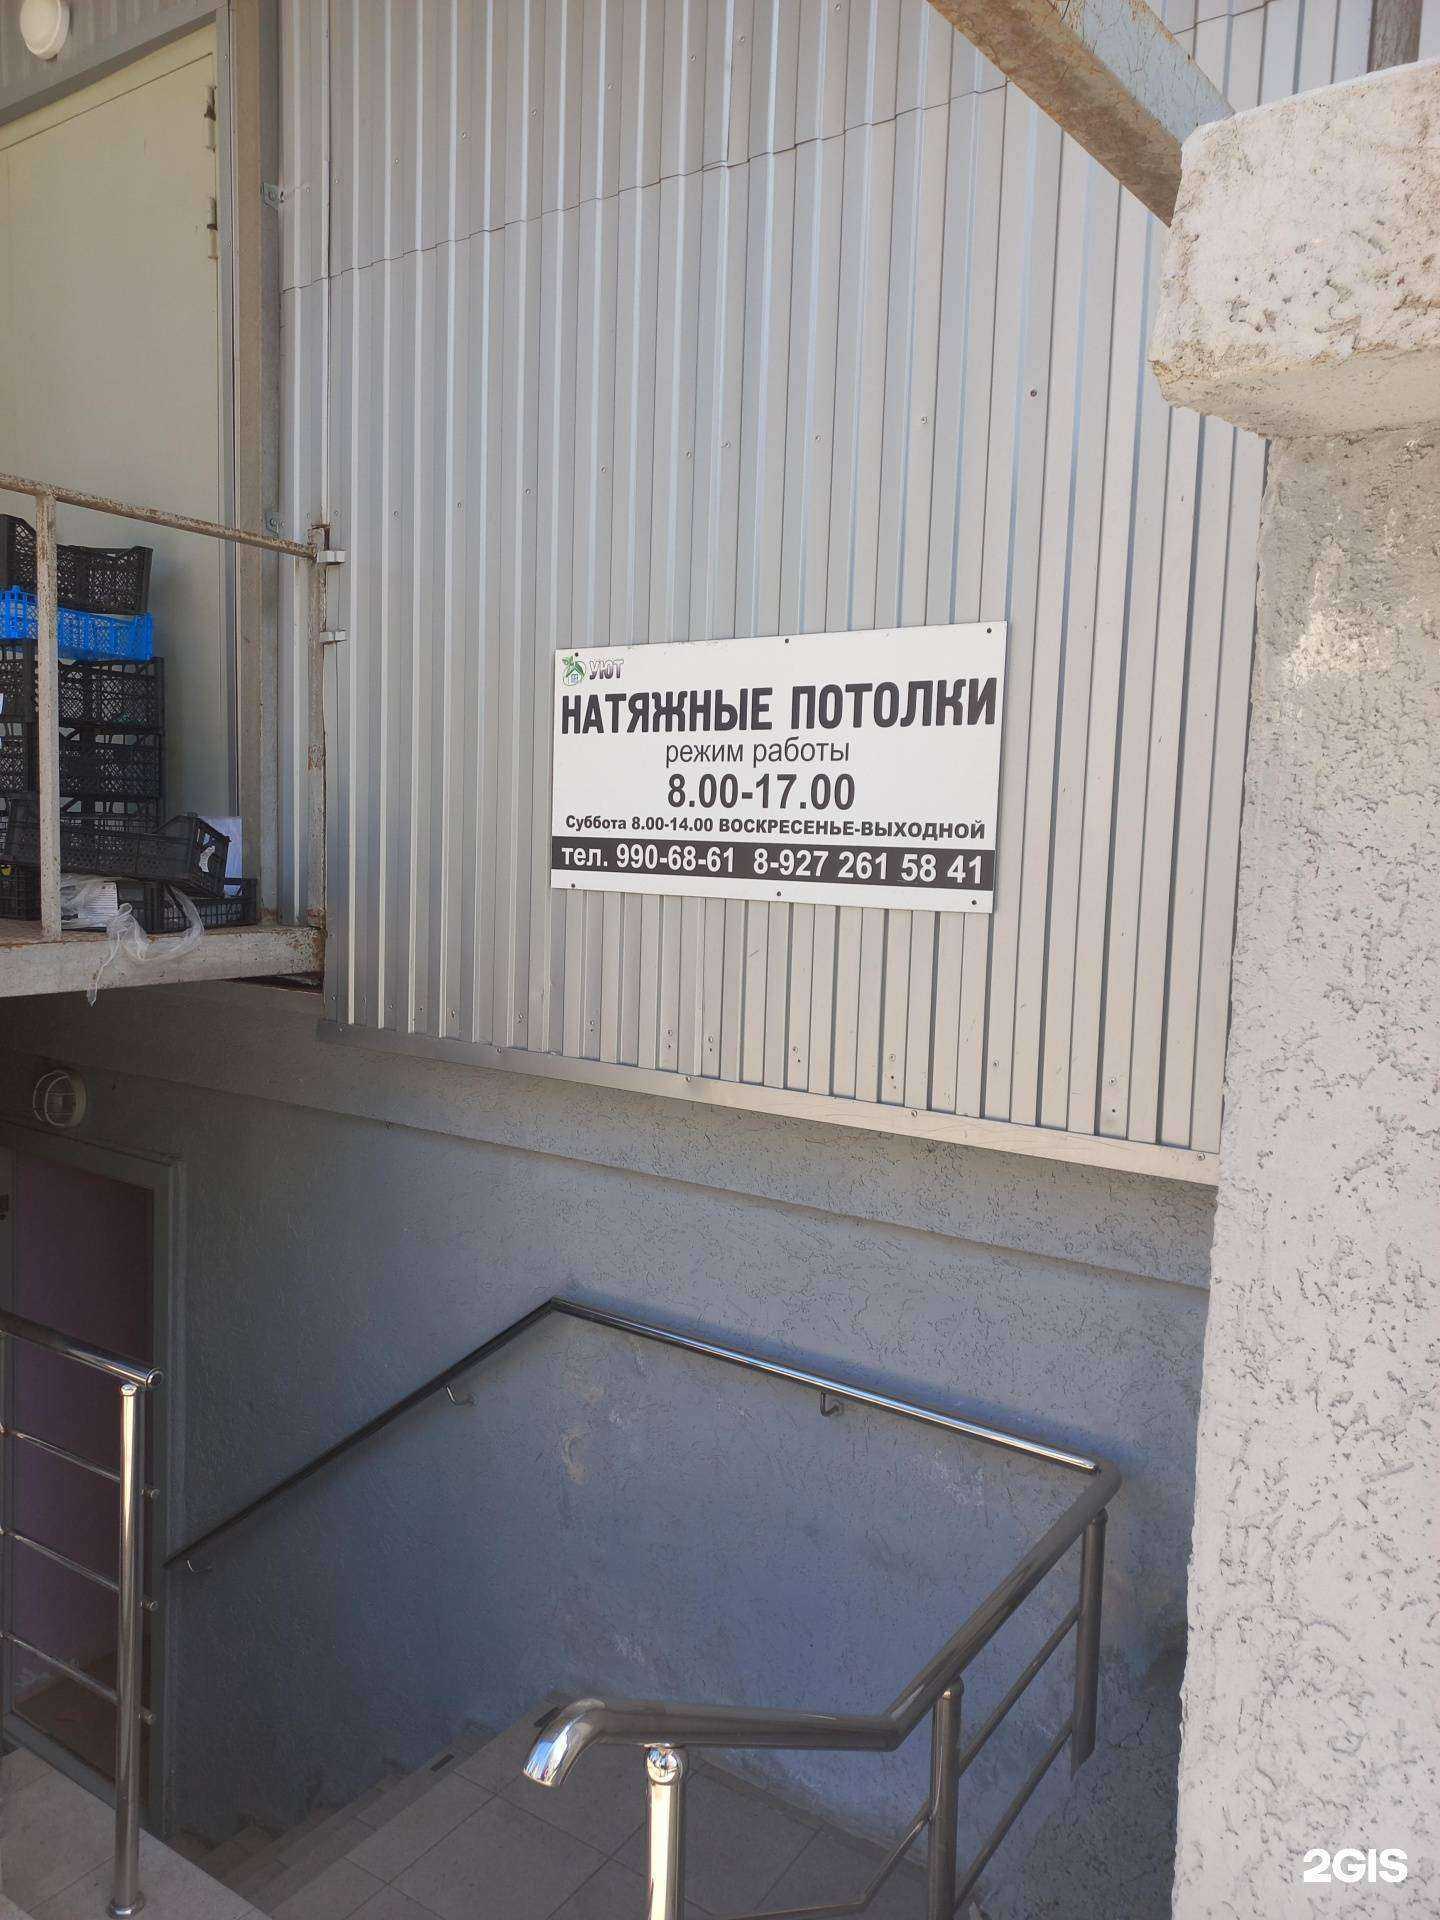 УЮТ
НАТЯЖНЫЕ ПОТОЛКИ
режим работы
8.00-17.00
Суббота 8.00-14.00 ВОСКРЕСЕНЬЕ-ВЫХОДНОЙ
тел. 990-68-61 8-927 261 58 41
2GIS